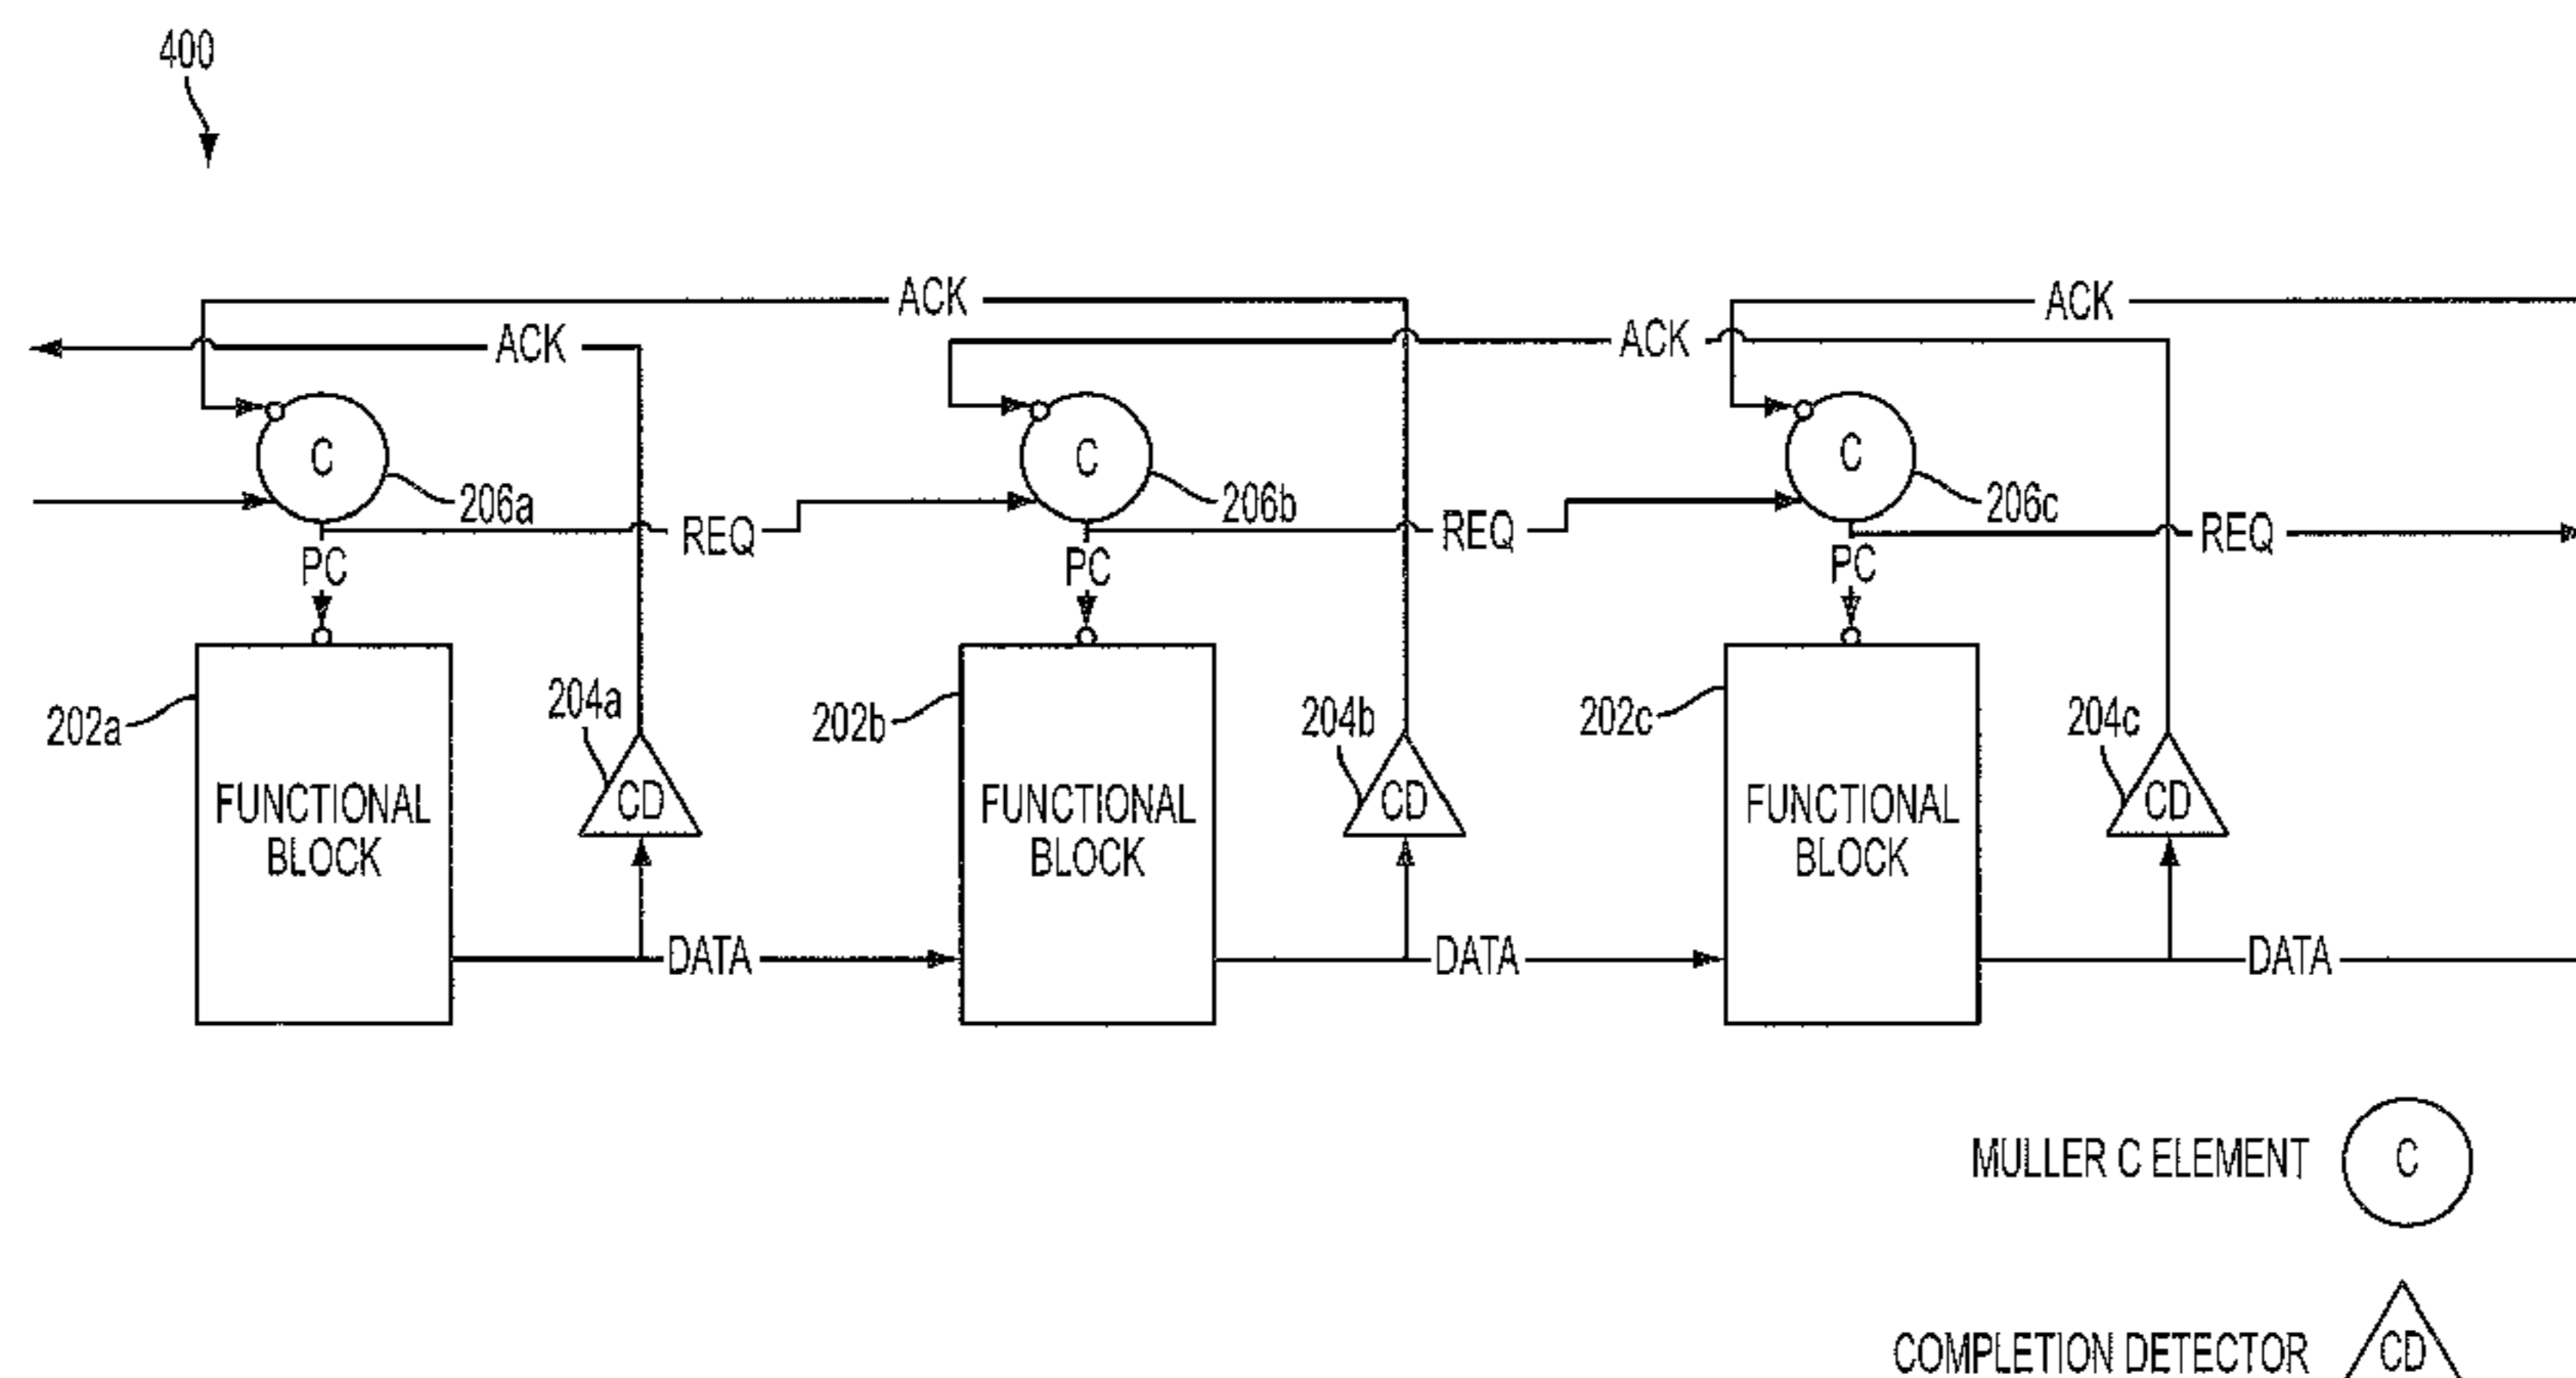 400
ACK
ACK
ACK
ACK
C
C
C
206a
206b
206c
REQ
REQ
REQ
PC
PC
PC
202a
204a
202b
204b
202c
204c
FUNCTIONAL
BLOCK
CD
FUNCTIONAL
BLOCK
CD
FUNCTIONAL
BLOCK
CD
DATA
DATA
DATA
MULLER C ELEMENT C
COMPLETION DETECTOR CD